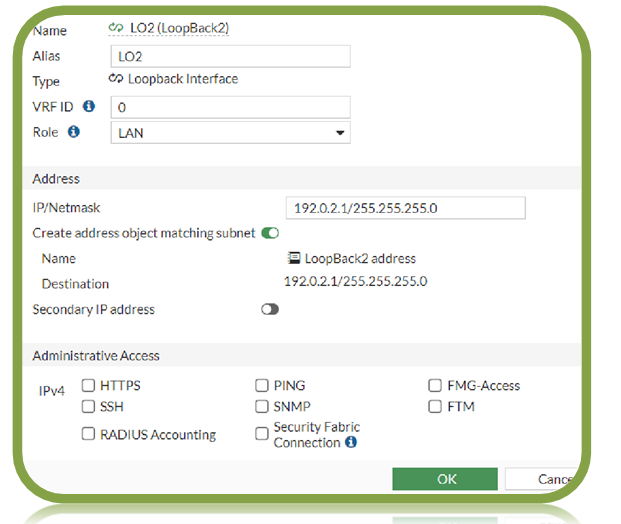 Name LO2 (LoopBack2)
Alias LO2
Type Loopback Interface
VRF ID 0
Role LAN
Address
IP/Netmask 192.0.2.1/255.255.255.0
Create address object matching subnet
Name LoopBack2 address
Destination 192.0.2.1/255.255.255.0
Secondary IP address
Administrative Access
IPv4 HTTPS PING FMG-Access
SSH SNMP FTM
RADIUS Accounting Security Fabric
Connection
OK Cance